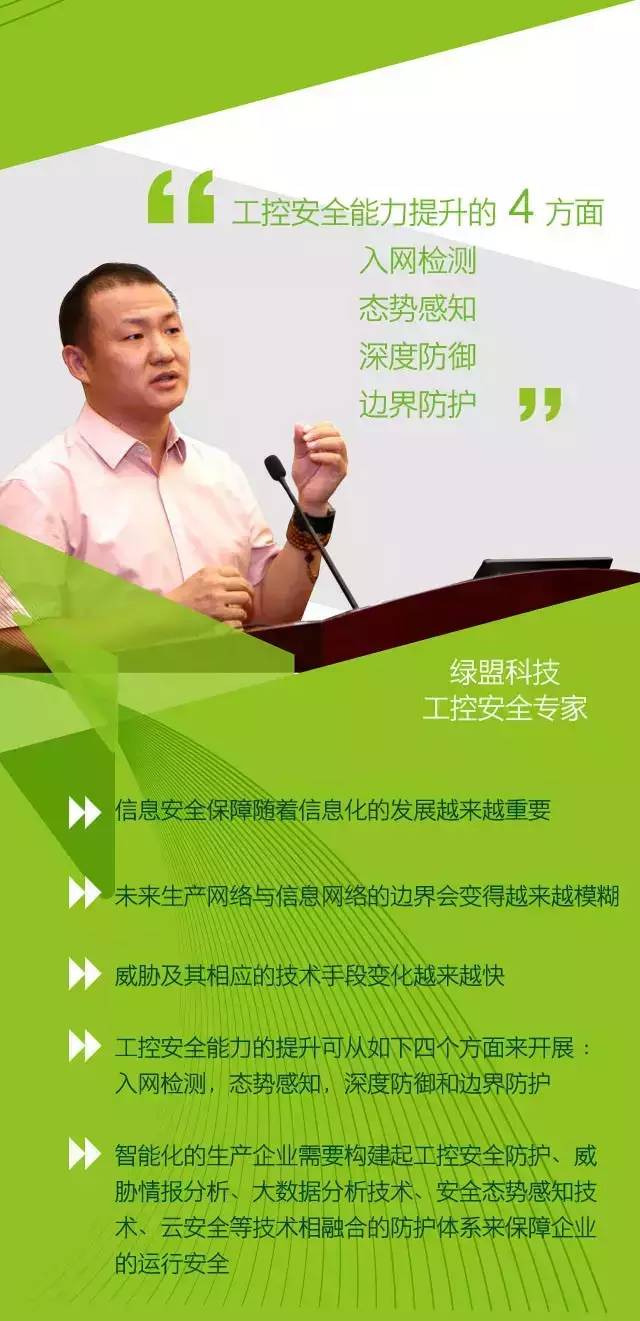 “工控安全能力提升的 4 方面
入网检测
态势感知
深度防御
边界防护 ”
绿盟科技
工控安全专家
信息安全保障随着信息化的发展越来越重要
未来生产网络与信息网络的边界会变得越来越模糊
威胁及其相应的技术手段变化越来越快
工控安全能力的提升可从如下四个方面来开展：
入网检测，态势感知，深度防御和边界防护
智能化的生产企业需要构建起工控安全防护、威
胁情报分析、大数据分析技术、安全态势感知技
术、云安全等技术相融合的防护体系来保障企业
的运行安全